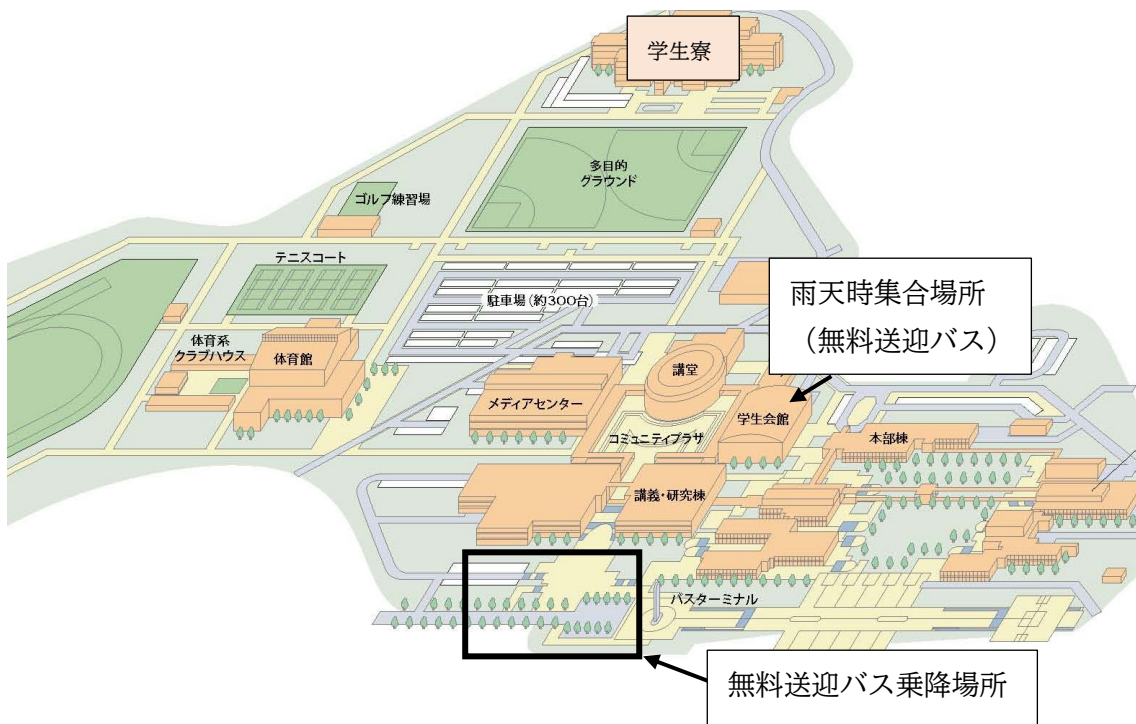 学生寮
多目的
グラウンド
ゴルフ練習場
テニスコート
駐車場(約300台)
雨天時集合場所
(無料送迎バス)
体育系
クラブハウス
体育館
講堂
メディアセンター
学生会館
コミュニティプラザ
本部棟
講義・研究棟
バスターミナル
無料送迎バス乗降場所